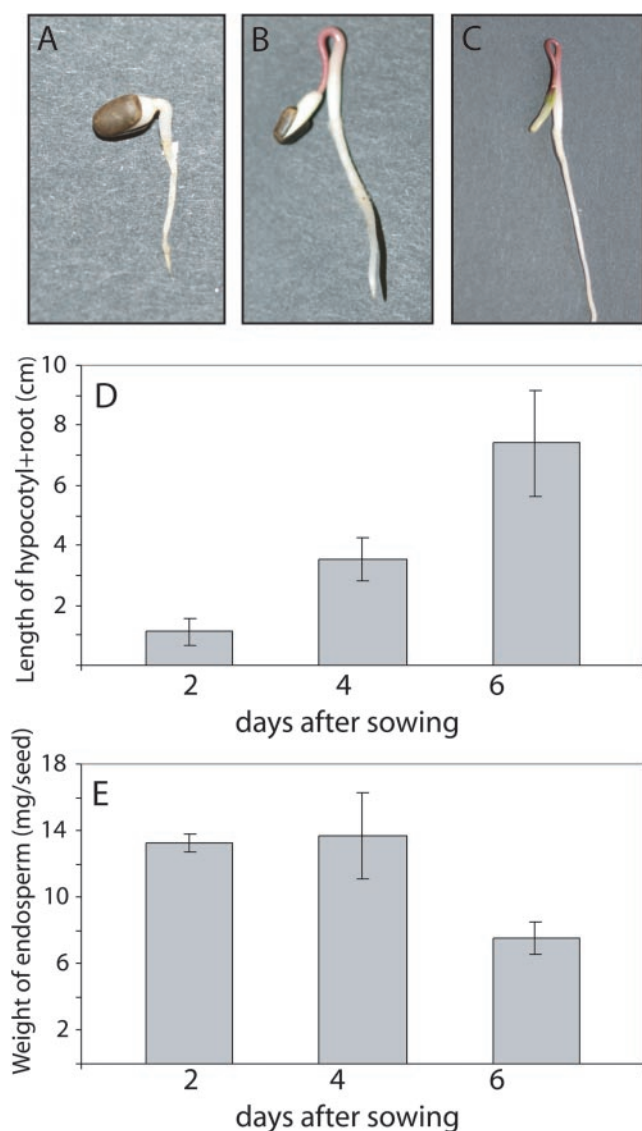 A
B
C
D
10
8
6
4
2
Length of hypocotyl+root (cm)
2 4 6
days after sowing
E
18
14
10
6
2
Weight of endosperm (mg/seed)
2 4 6
days after sowing